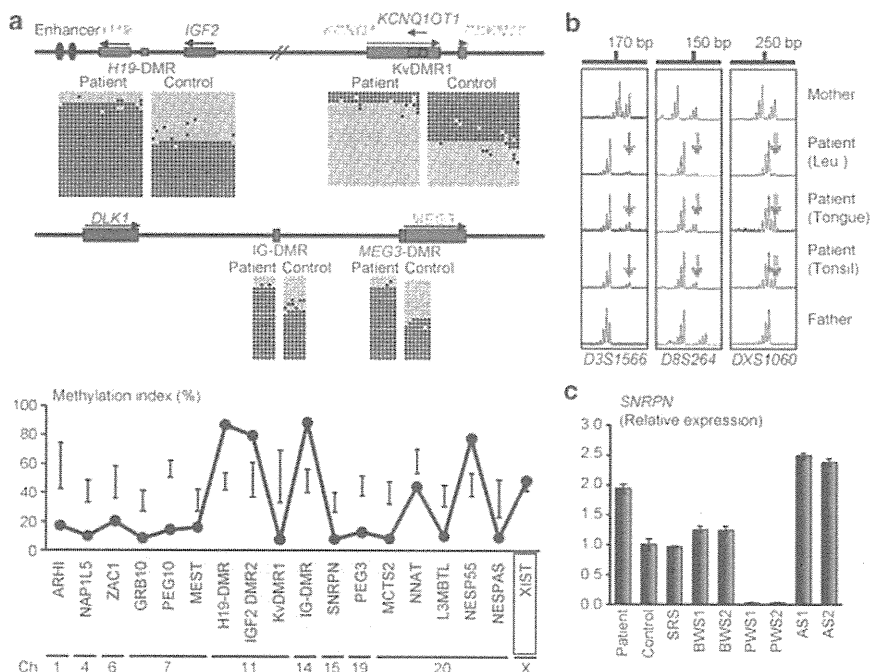 a
Enhancer H19 IGF2 KCNQ1OT1
H19-DMR KvDMR1
Patient Control Patient Control
DLK1 MEG3
IG-DMR MEG3-DMR
Patient Control Patient Control
Methylation index (%)
100
80
60
40
20
0
ARHI
NAP1L5
ZAC1
GRB10
PEG10
MEST
H19-DMR
IGF2 DMR2
KvDMR1
IG-DMR
SNRPN
PEG3
MCTS2
NNAT
L3MBTL
NESP55
NESPAS
XIST
Ch 1 4 6 7 11 14 15 19 20 X
b
170 bp 150 bp 250 bp
Mother
Patient
(Leu )
Patient
(Tongue)
Patient
(Tonsil)
Father
D3S1566 D8S264 DXS1060
c
SNRPN
(Relative expression)
3.0
2.5
2.0
1.5
1.0
0.5
0.0
Patient
Control
SRS
BWS1
BWS2
PWS1
PWS2
AS1
AS2